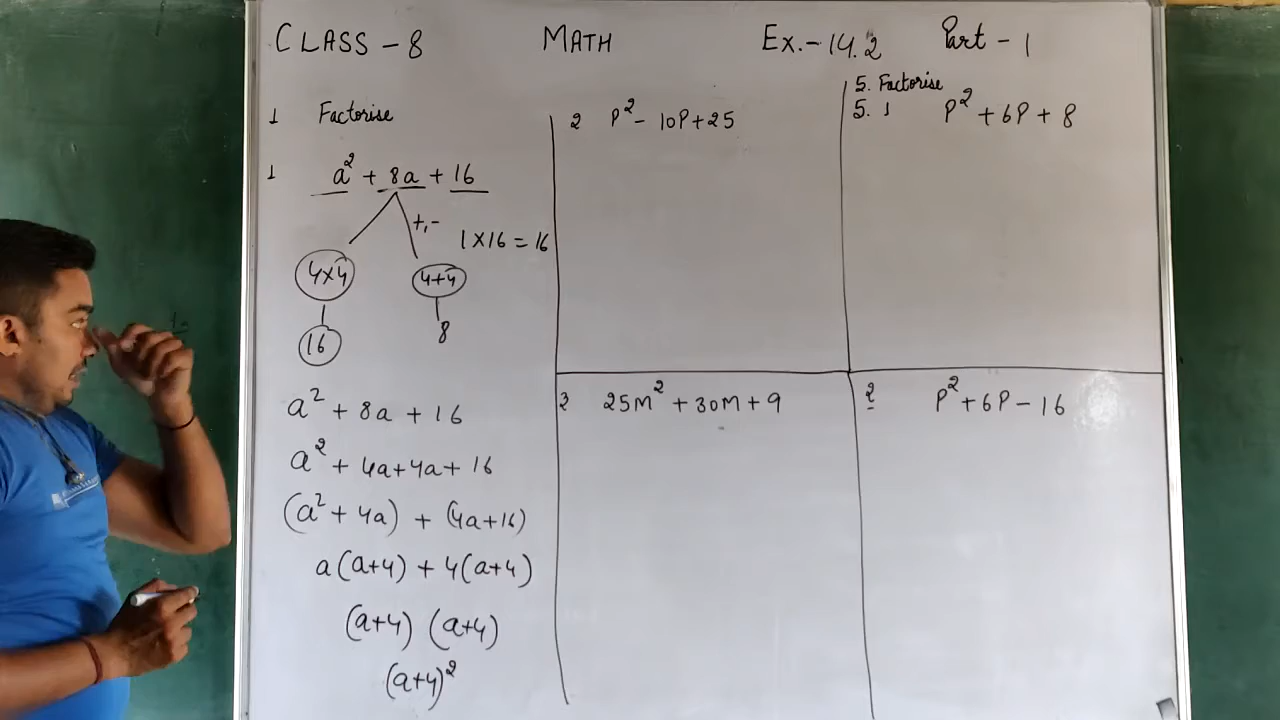 CLASS - 8 MATH Ex.- 14.2 Part - 1
1 Factorise
1 a² + 8a + 16
+,-
1 × 16 = 16
4×4 4+4
16 8
a² + 8a + 16
a² + 4a + 4a + 16
(a² + 4a) + (4a + 16)
a(a+4) + 4(a+4)
(a+4) (a+4)
(a+4)²
2 P² - 10P + 25
3 25M² + 30M + 9
5. Factorise
5. 1 P² + 6P + 8
2 P² + 6P - 16